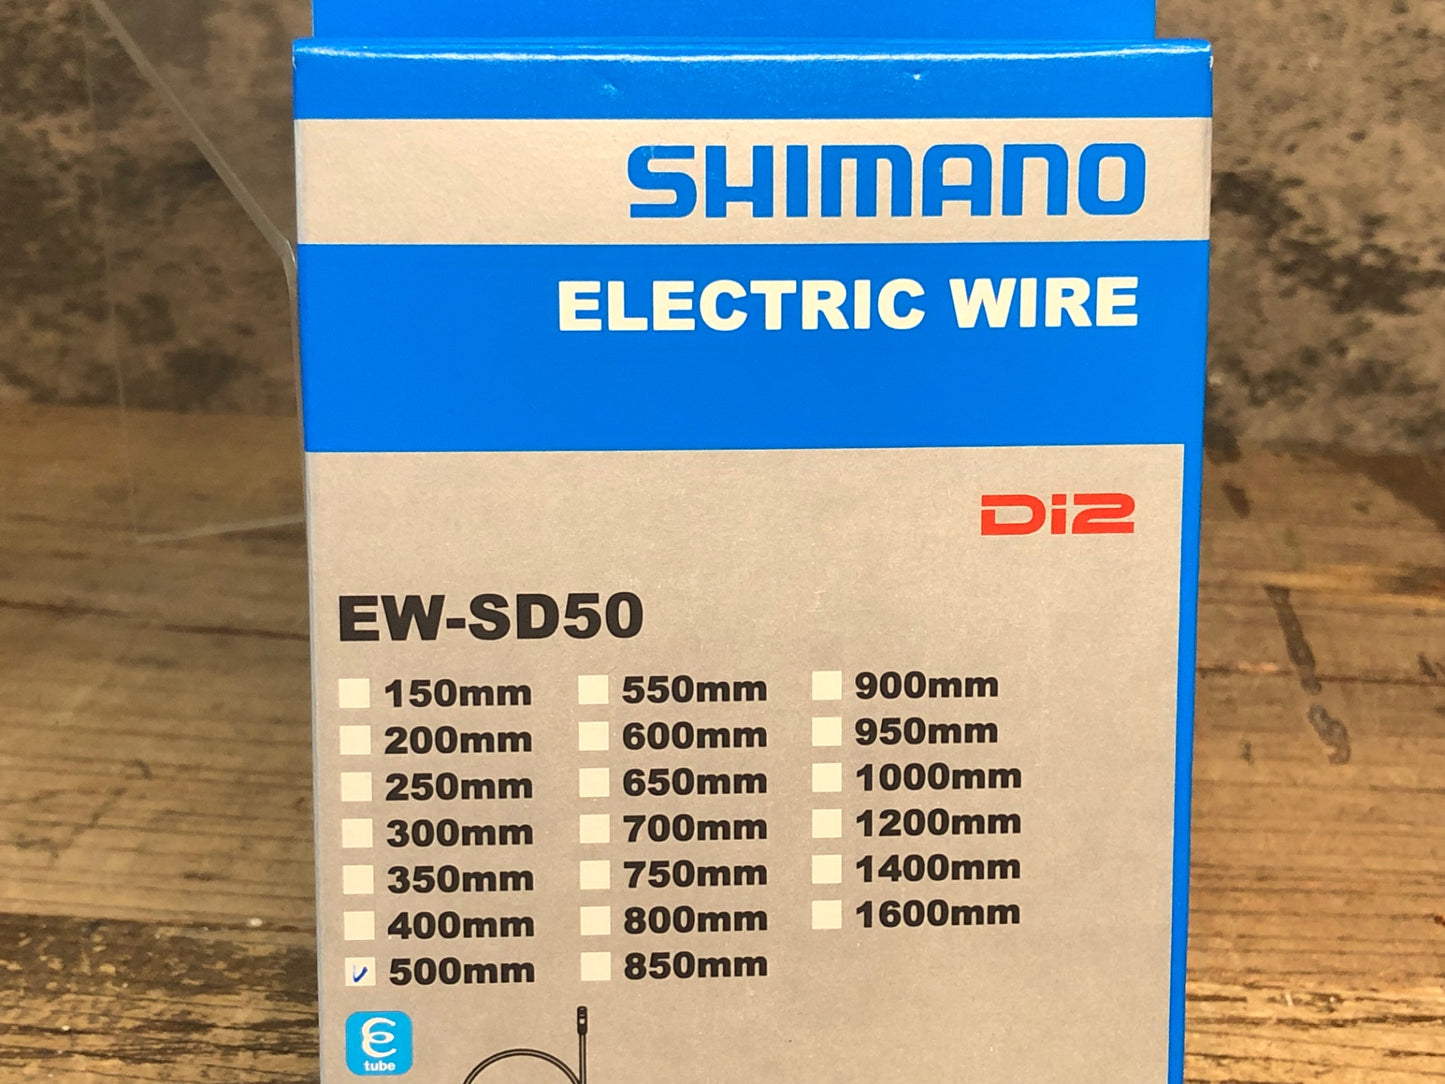 SHIMANO
ELECTRIC WIRE
Di2
EW-SD50
150mm 550mm 900mm
200mm 600mm 950mm
250mm 650mm 1000mm
300mm 700mm 1200mm
350mm 750mm 1400mm
400mm 800mm 1600mm
500mm 850mm
e
tube